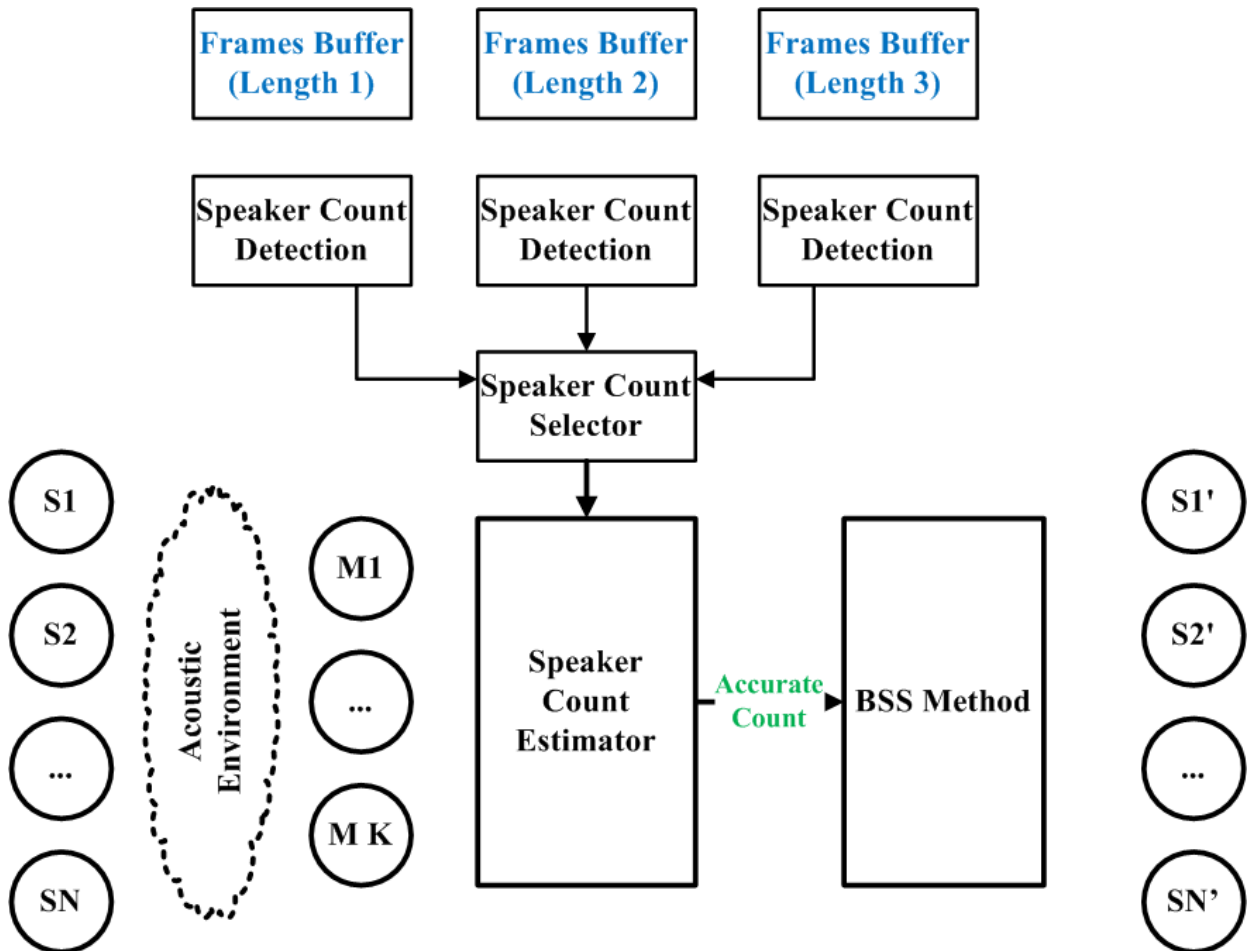 Frames Buffer
(Length 1)
Frames Buffer
(Length 2)
Frames Buffer
(Length 3)
Speaker Count
Detection
Speaker Count
Detection
Speaker Count
Detection
Speaker Count
Selector
S1
S2
...
SN
Acoustic
Environment
M1
...
M K
Speaker
Count
Estimator
Accurate
Count
BSS Method
S1'
S2'
...
SN’